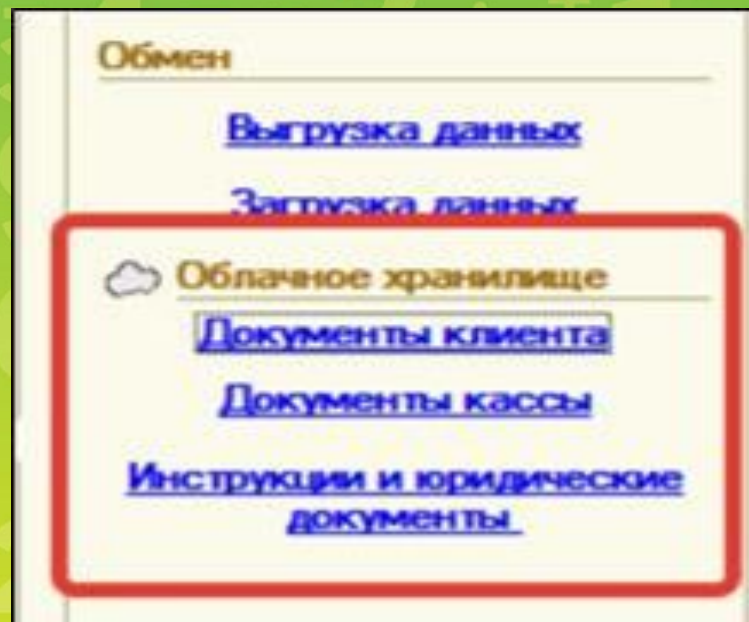 Обмен
Выгрузка данных
Загрузка данных
Облачное хранилище
Документы клиента
Документы кассы
Инструкции и юридические
документы